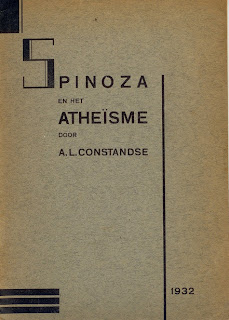 SPINOZA
EN HET
ATHEÏSME
DOOR
A.L. CONSTANDSE
1932